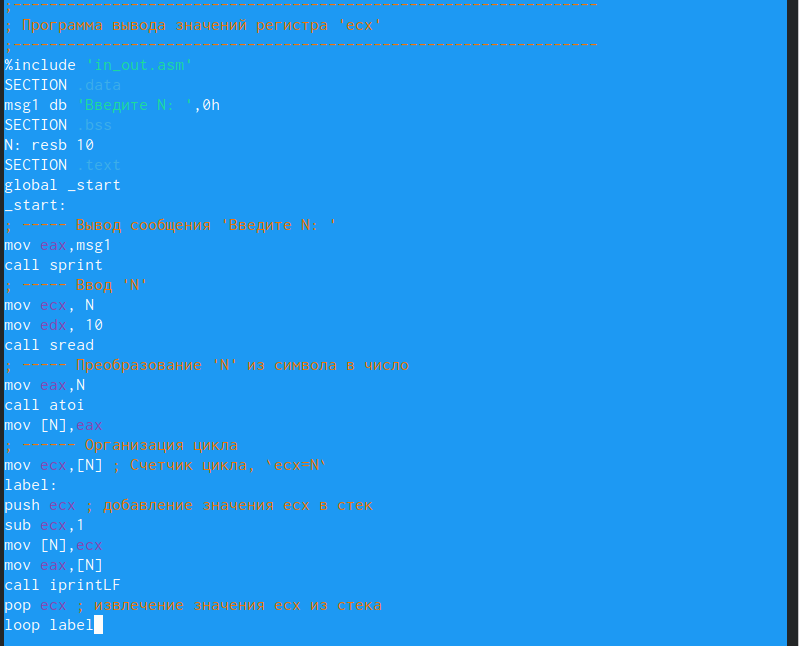 ;-----------------------------------------------------------------
; Программа вывода значений регистра 'ecx'
;-----------------------------------------------------------------
%include 'in_out.asm'
SECTION .data
msg1 db 'Введите N: ',0h
SECTION .bss
N: resb 10
SECTION .text
global _start
_start:
; ----- Вывод сообщения 'Введите N: '
mov eax,msg1
call sprint
; ----- Ввод 'N'
mov ecx, N
mov edx, 10
call sread
; ----- Преобразование 'N' из символа в число
mov eax,N
call atoi
mov [N],eax
; ------ Организация цикла
mov ecx,[N] ; Счетчик цикла, `ecx=N`
label:
push ecx ; добавление значения ecx в стек
sub ecx,1
mov [N],ecx
mov eax,[N]
call iprintLF
pop ecx ; извлечение значения ecx из стека
loop label